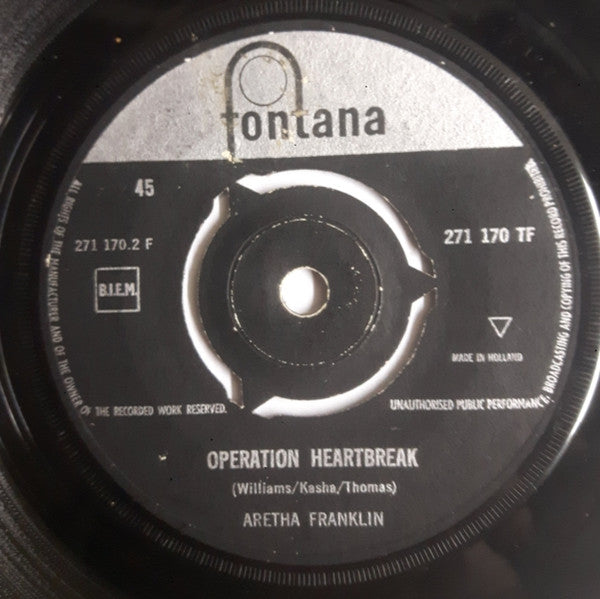 fontana
45
271 170.2 F
271 170 TF
B.I.E.M.
MADE IN HOLLAND
ALL RIGHTS OF THE MANUFACTURER AND OF THE OWNER OF THE RECORDED WORK RESERVED.
UNAUTHORISED PUBLIC PERFORMANCE, BROADCASTING AND COPYING OF THIS RECORD PROHIBITED.
OPERATION HEARTBREAK
(Williams/Kasha/Thomas)
ARETHA FRANKLIN